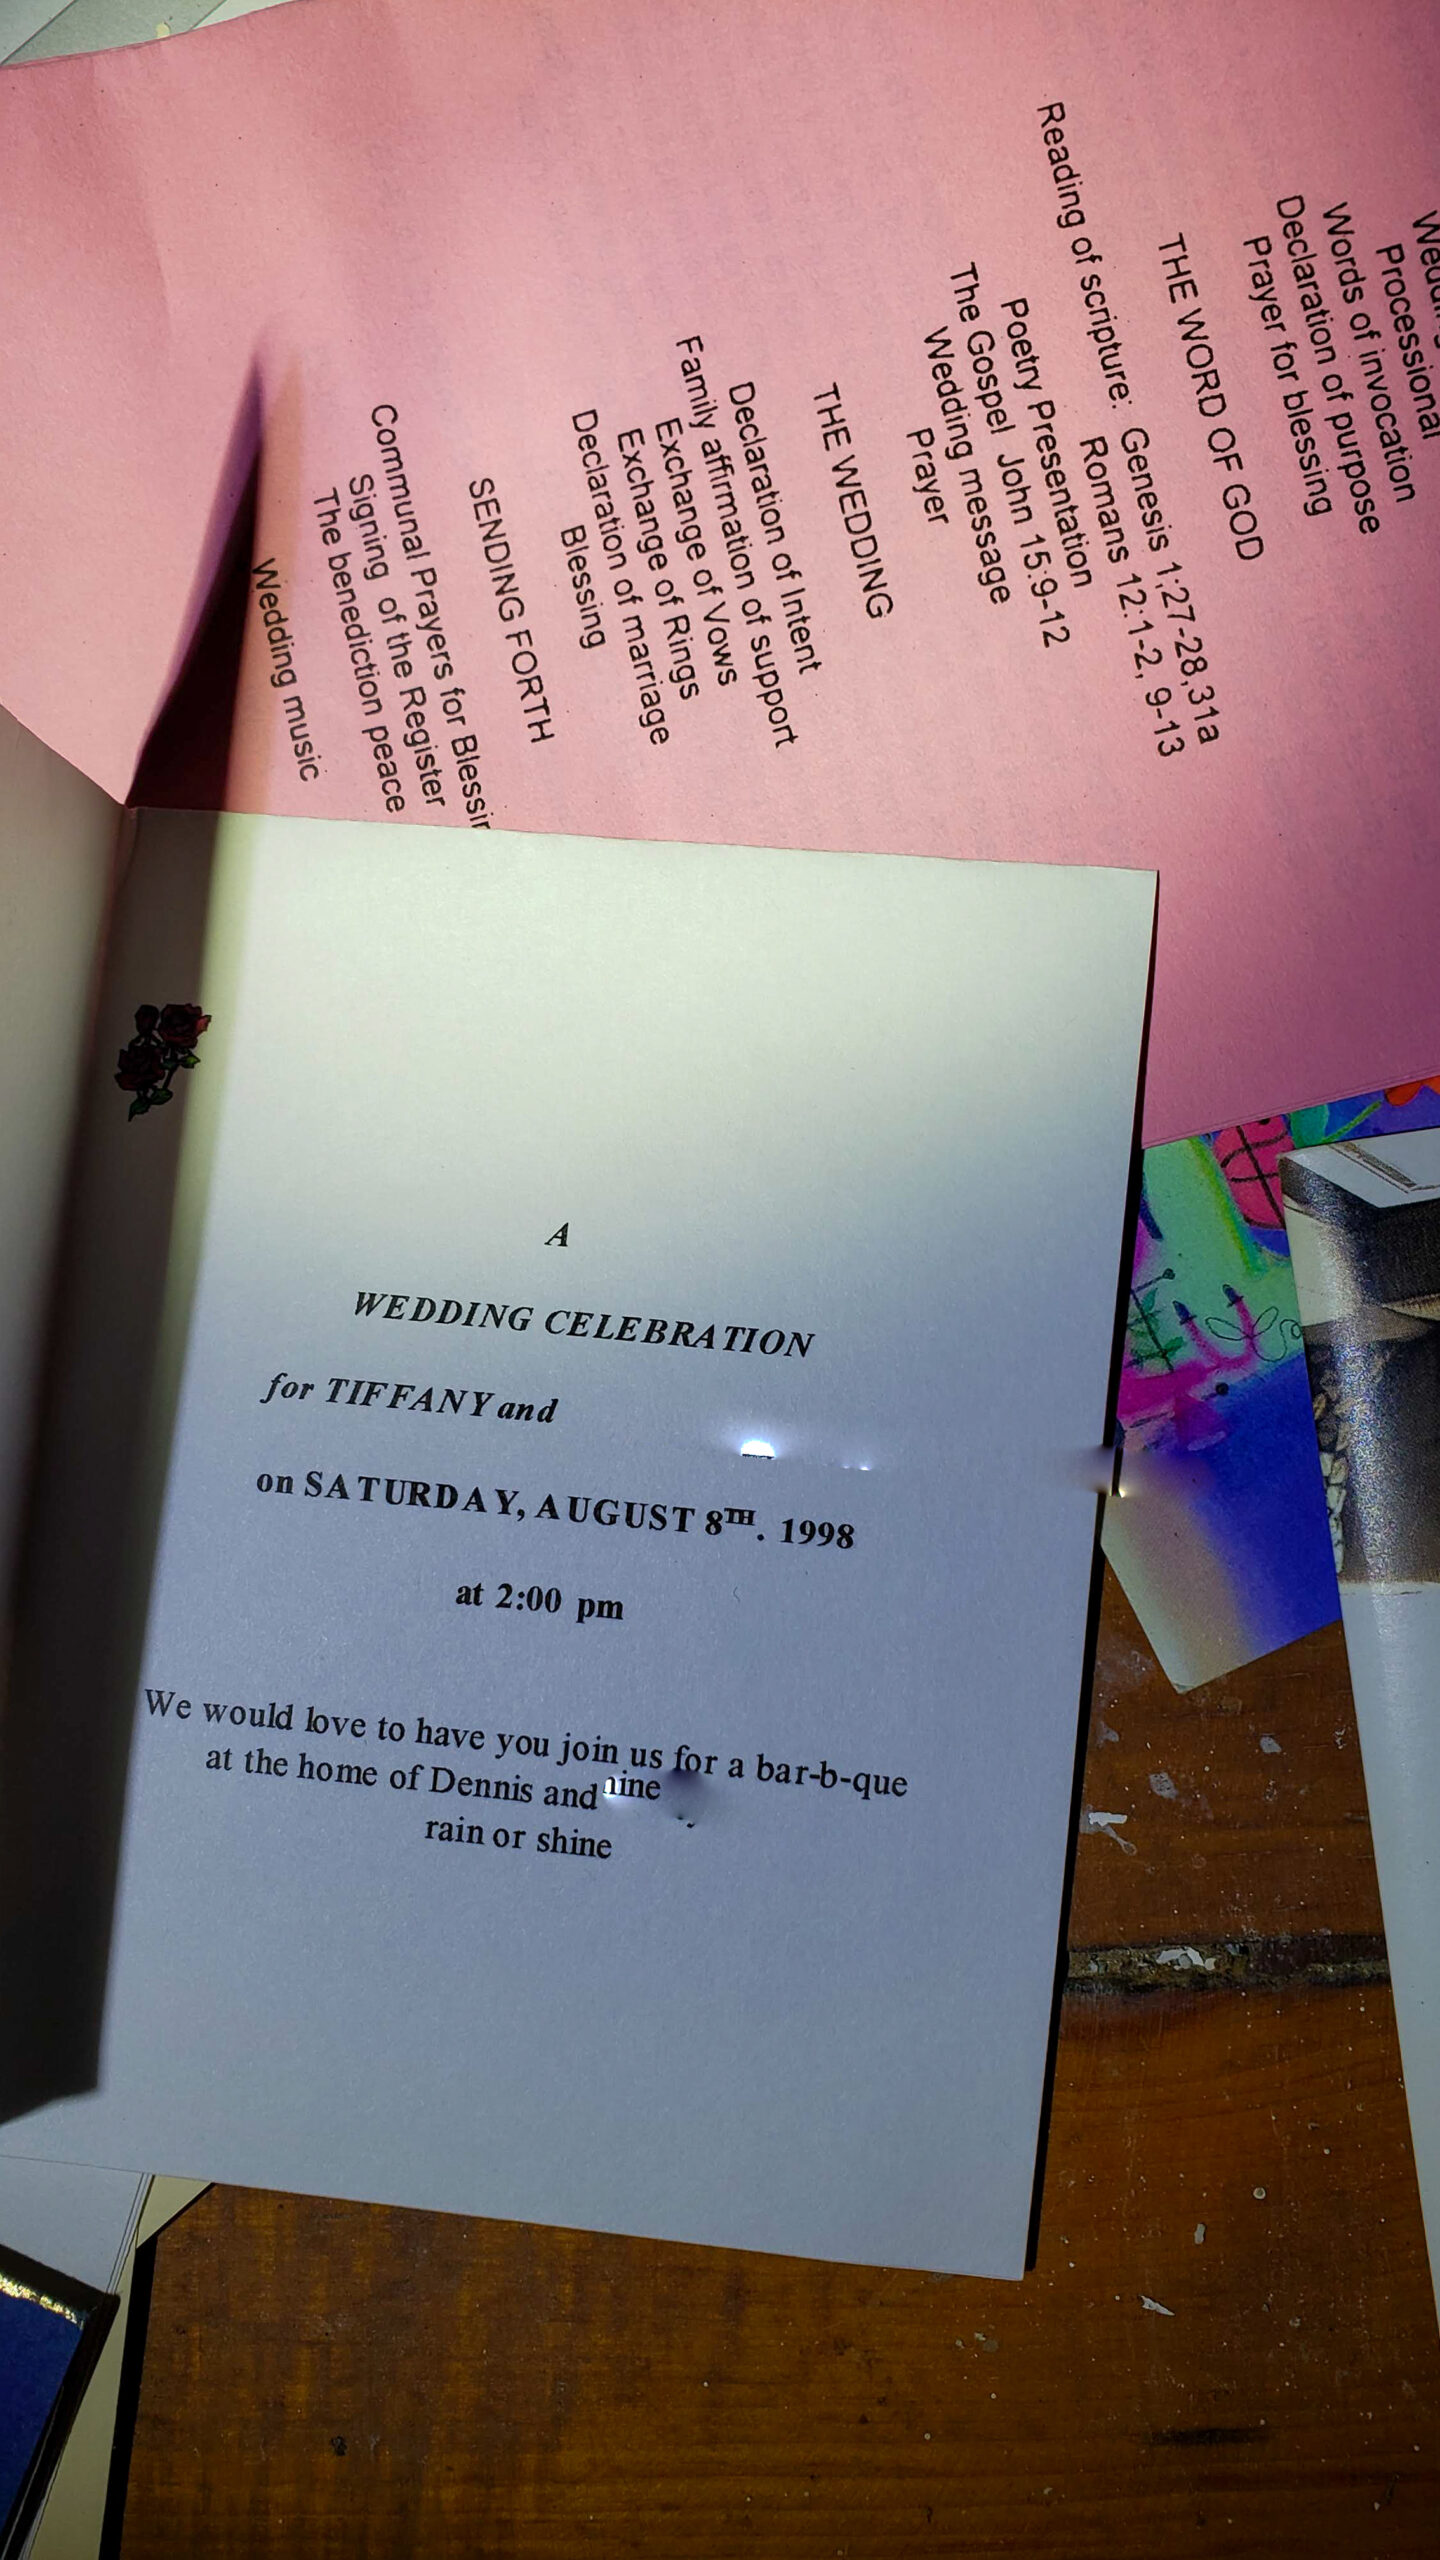 Processional
Words of invocation
Declaration of purpose
Prayer for blessing
THE WORD OF GOD
Reading of scripture: Genesis 1;27-28,31a
Romans 12:1-2, 9-13
Poetry Presentation
The Gospel John 15:9-12
Wedding message
Prayer
THE WEDDING
Declaration of Intent
Family affirmation of support
Exchange of Vows
Exchange of Rings
Declaration of marriage
Blessing
SENDING FORTH
Communal Prayers for
Signing of the Register
The benediction peace
Wedding music
A
WEDDING CELEBRATION
for TIFFANY and
on SATURDAY, AUGUST 8TH. 1998
at 2:00 pm
We would love to have you join us for a bar-b-que
at the home of Dennis and
rain or shine